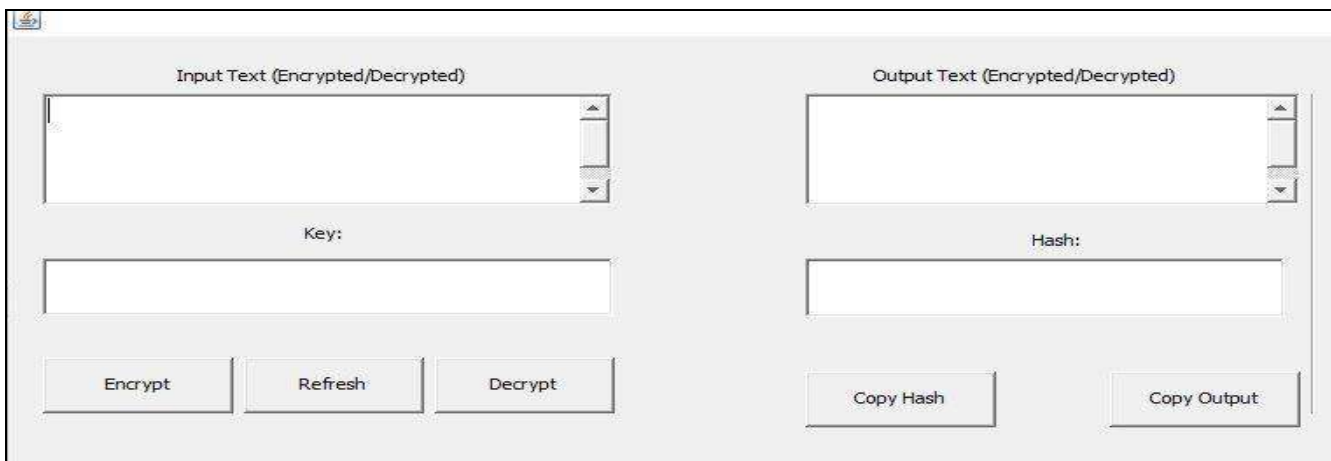 Input Text (Encrypted/Decrypted)
Output Text (Encrypted/Decrypted)
Key:
Hash:
Encrypt
Refresh
Decrypt
Copy Hash
Copy Output